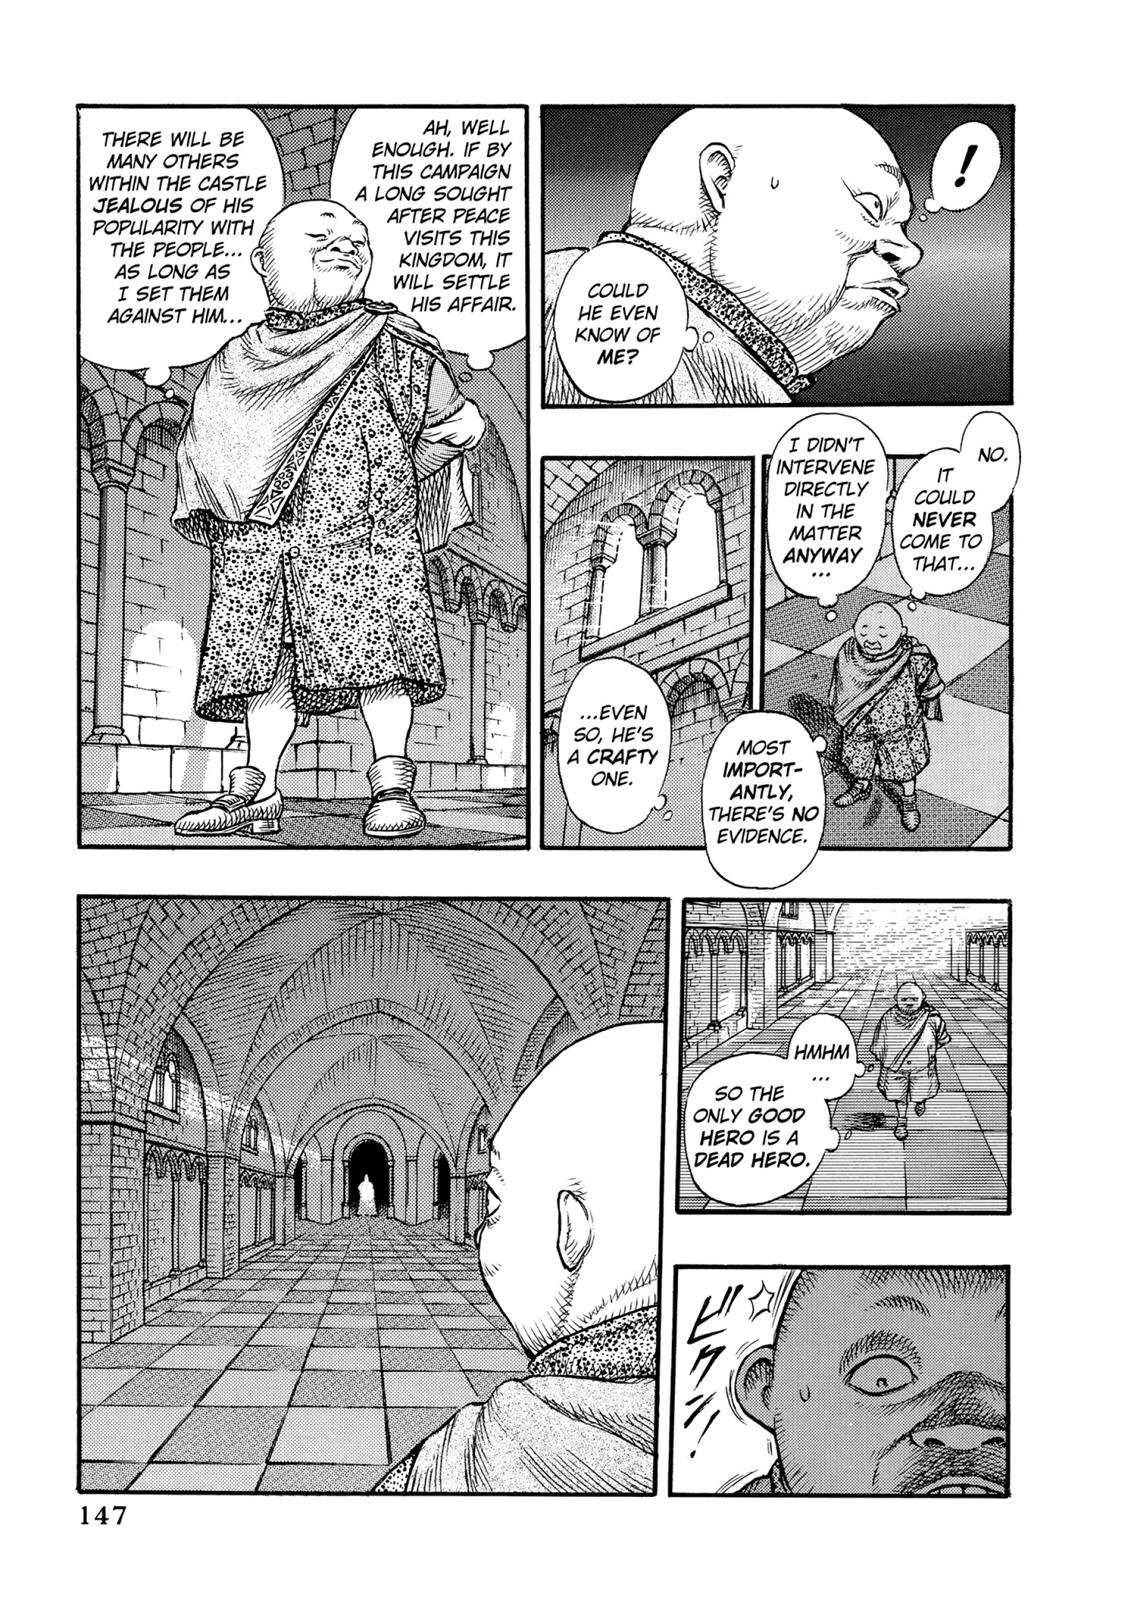 !
COULD
HE EVEN
KNOW OF
ME?
AH, WELL
ENOUGH. IF BY
THIS CAMPAIGN
A LONG SOUGHT
AFTER PEACE
VISITS THIS
KINGDOM, IT
WILL SETTLE
HIS AFFAIR.
THERE WILL BE
MANY OTHERS
WITHIN THE CASTLE
JEALOUS OF HIS
POPULARITY WITH
THE PEOPLE...
AS LONG AS
I SET THEM
AGAINST HIM...
NO.
IT
COULD
NEVER
COME TO
THAT...
I DIDN'T
INTERVENE
DIRECTLY
IN THE
MATTER
ANYWAY
...
MOST
IMPORT-
ANTLY,
THERE'S NO
EVIDENCE.
...EVEN
SO, HE'S
A CRAFTY
ONE.
HMHM
...
SO THE
ONLY GOOD
HERO IS A
DEAD HERO.
ビクッ
147